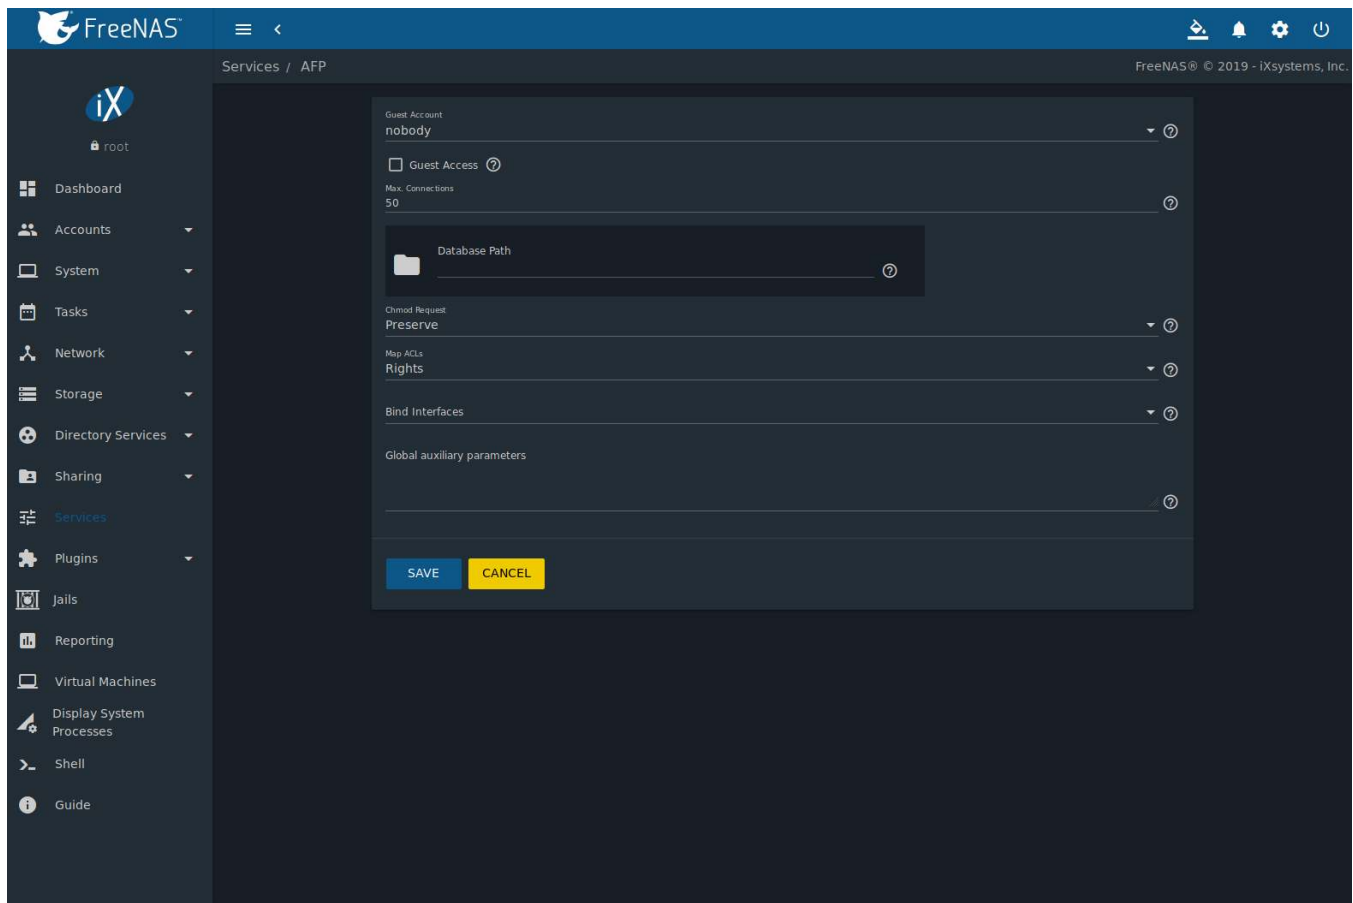 FreeNAS™
Services / AFP
FreeNAS® © 2019 - iXsystems, Inc.
iX
root
Dashboard
Accounts
System
Tasks
Network
Storage
Directory Services
Sharing
Services
Plugins
Jails
Reporting
Virtual Machines
Display System
Processes
Shell
Guide
Guest Account
nobody
Guest Access
Max. Connections
50
Database Path
Chmod Request
Preserve
Map ACLs
Rights
Bind Interfaces
Global auxiliary parameters
SAVE
CANCEL